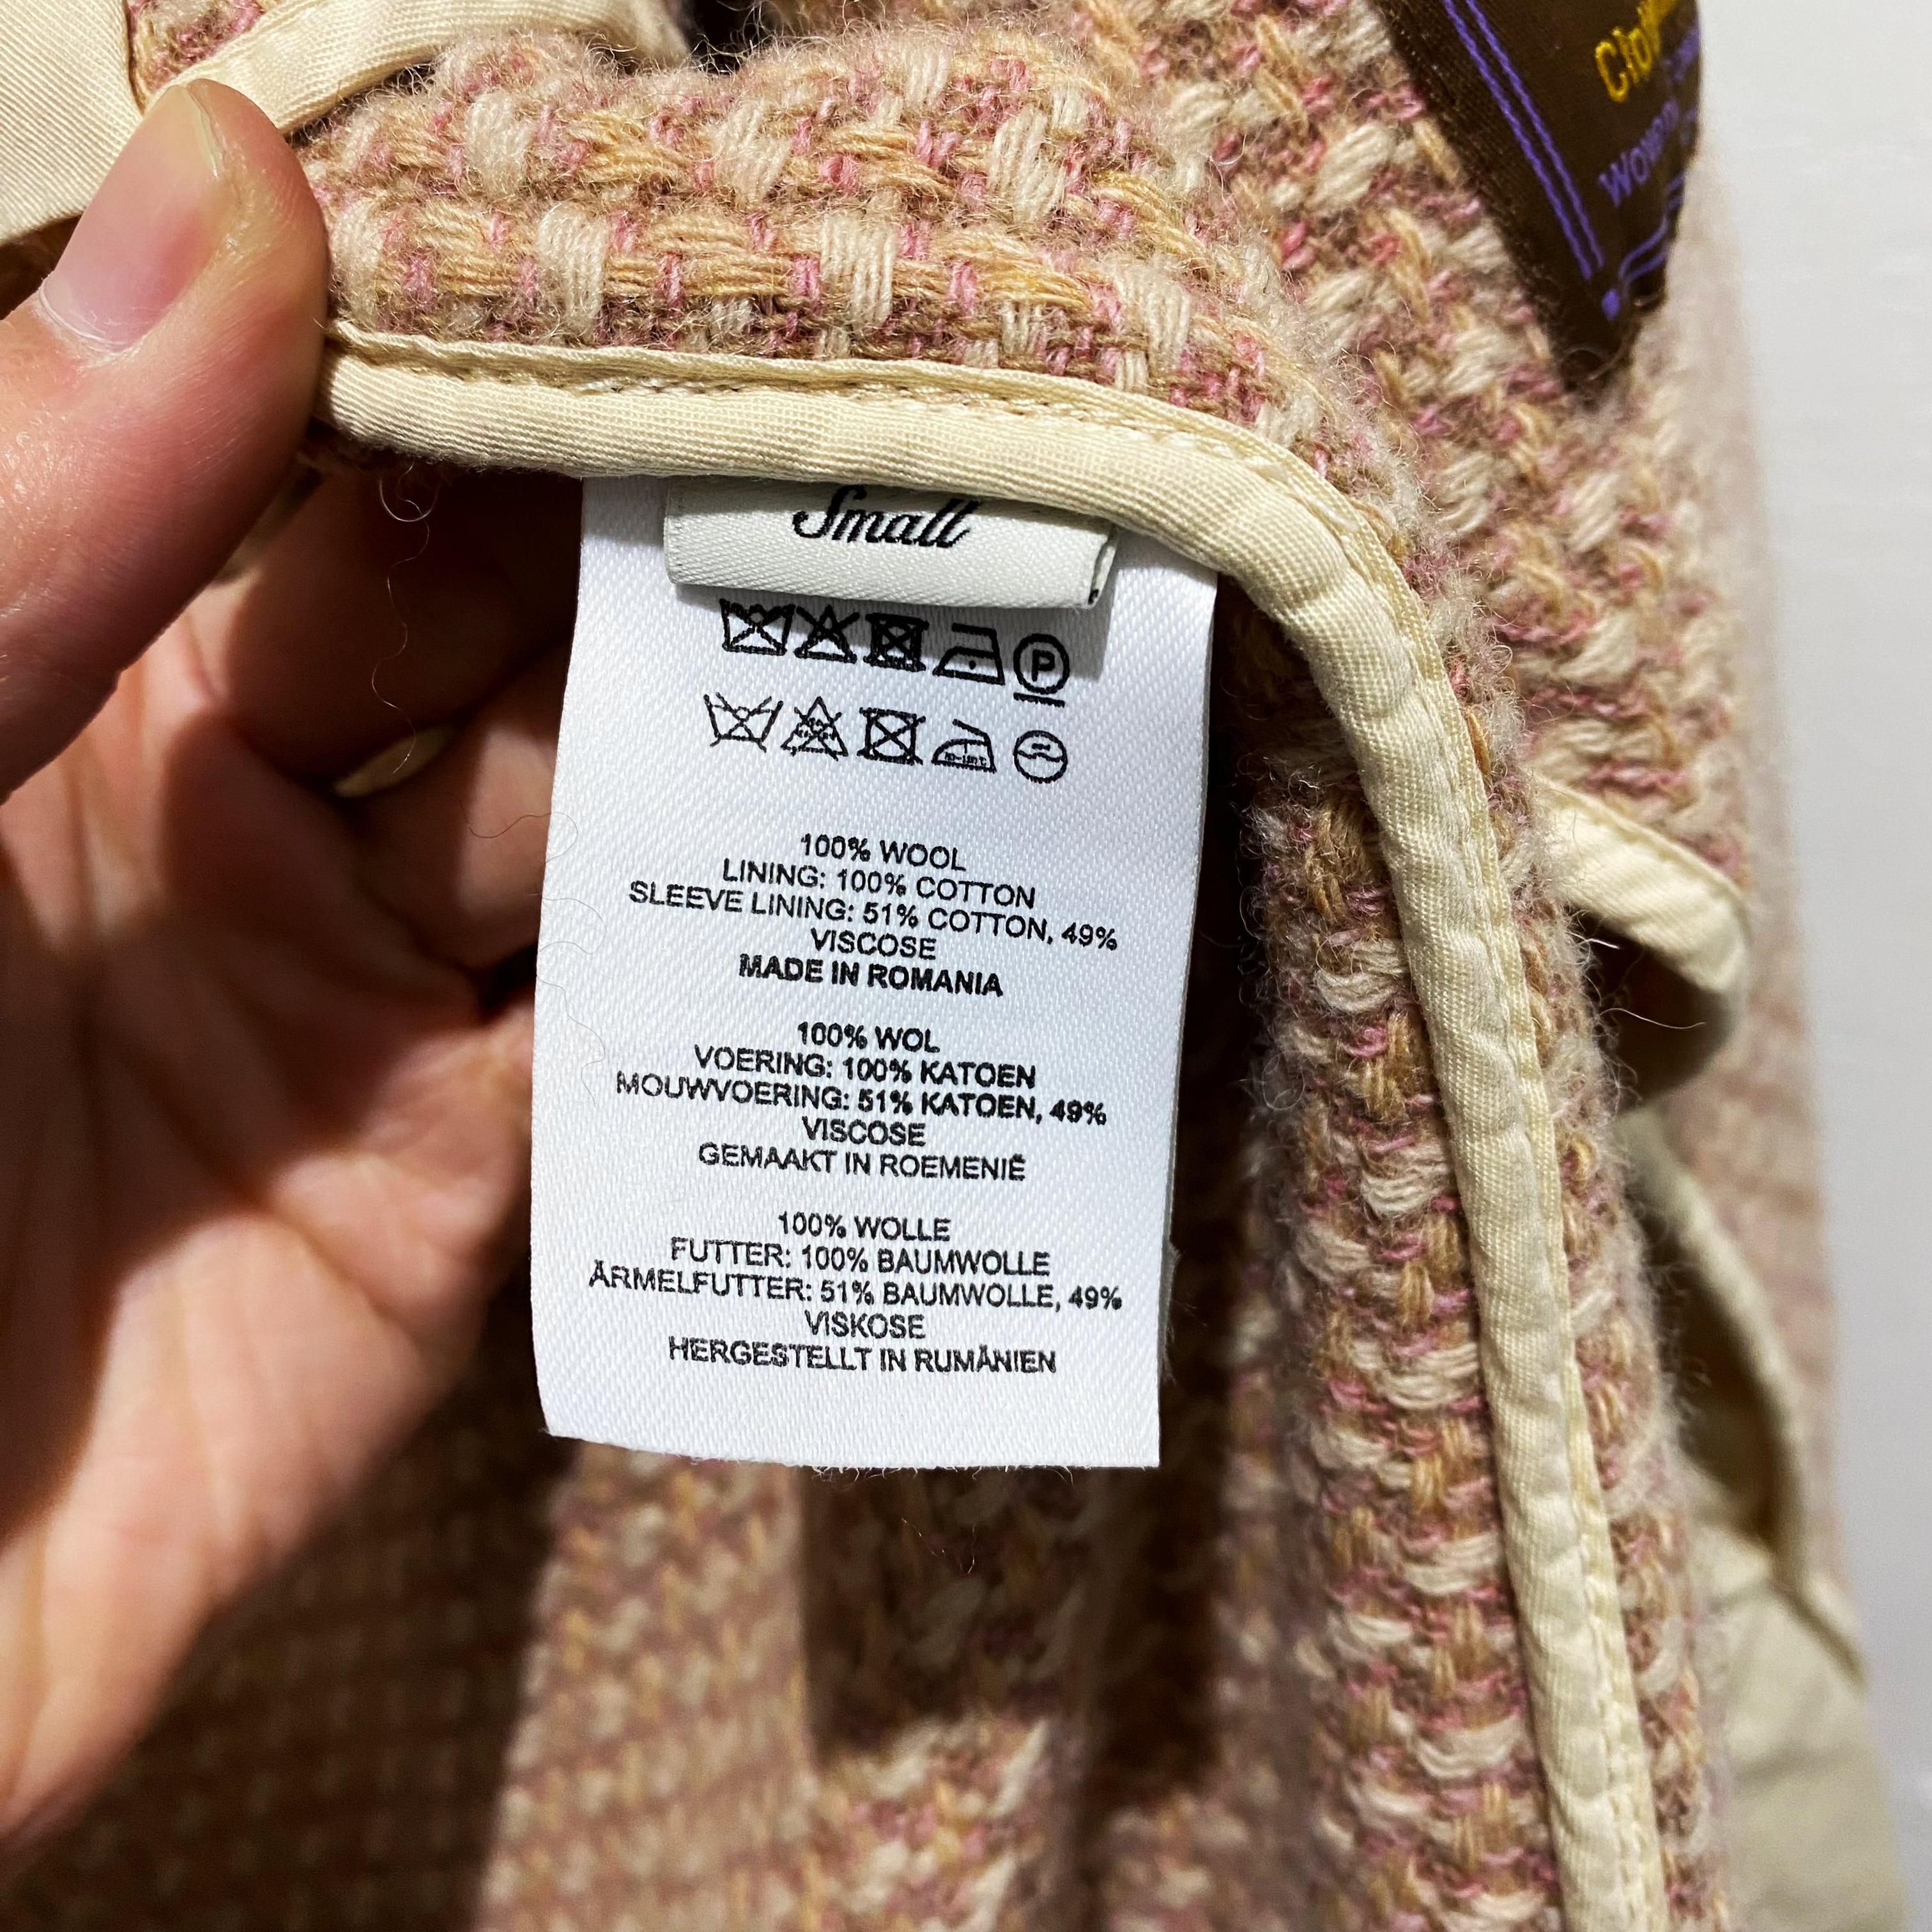 Small
P
100% WOOL
LINING: 100% COTTON
SLEEVE LINING: 51% COTTON, 49%
VISCOSE
MADE IN ROMANIA
100% WOL
VOERING: 100% KATOEN
MOUWVOERING: 51% KATOEN, 49%
VISCOSE
GEMAAKT IN ROEMENIË
100% WOLLE
FUTTER: 100% BAUMWOLLE
ÄRMELFUTTER: 51% BAUMWOLLE, 49%
VISKOSE
HERGESTELLT IN RUMÄNIEN